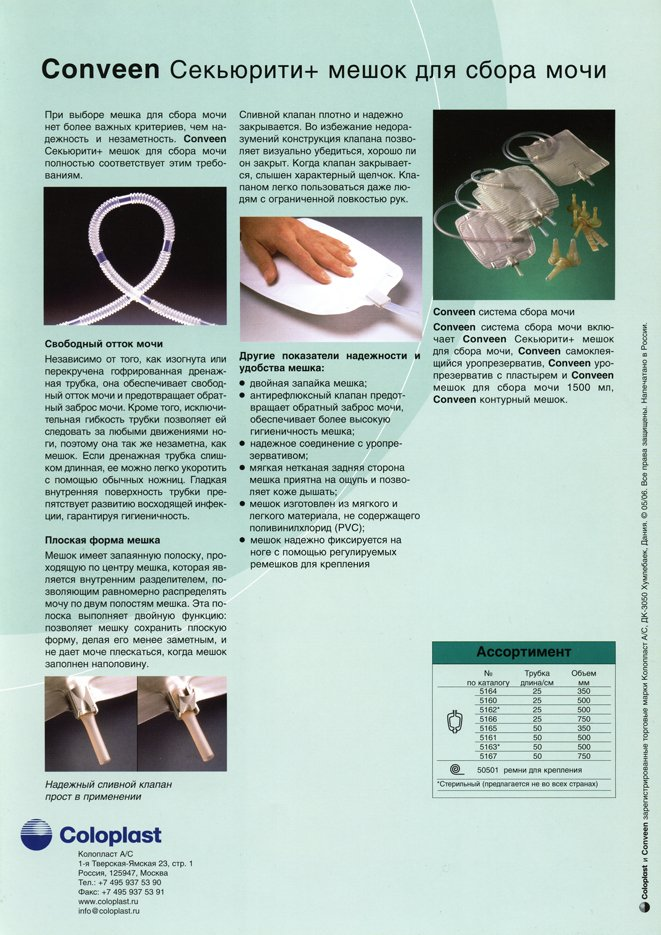 Conveen Секьюрити+ мешок для сбора мочи
При выборе мешка для сбора мочи
нет более важных критериев, чем на-
дежность и незаметность. Conveen
Секьюрити+ мешок для сбора мочи
полностью соответствует этим требо-
ваниям.
Свободный отток мочи
Независимо от того, как изогнута или
перекручена гофрированная дренаж-
ная трубка, она обеспечивает свобод-
ный отток мочи и предотвращает обрат-
ный заброс мочи. Кроме того, исключи-
тельная гибкость трубки позволяет ей
следовать за любыми движениями но-
ги, поэтому она так же незаметна, как
мешок. Если дренажная трубка слиш-
ком длинная, ее можно легко укоротить
с помощью обычных ножниц. Гладкая
внутренняя поверхность трубки пре-
пятствует развитию восходящей инфек-
ции, гарантируя гигиеничность.
Плоская форма мешка
Мешок имеет запаянную полоску, про-
ходящую по центру мешка, которая яв-
ляется внутренним разделителем, по-
зволяющим равномерно распределять
мочу по двум полостям мешка. Эта по-
лоска выполняет двойную функцию:
позволяет мешку сохранить плоскую
форму, делая его менее заметным, и
не дает моче плескаться, когда мешок
заполнен наполовину.
Надежный сливной клапан
прост в применении
Сливной клапан плотно и надежно
закрывается. Во избежание недора-
зумений конструкция клапана позво-
ляет визуально убедиться, хорошо ли
он закрыт. Когда клапан закрывает-
ся, слышен характерный щелчок. Кла-
паном легко пользоваться даже лю-
дям с ограниченной ловкостью рук.
Другие показатели надежности и
удобства мешка:
● двойная запайка мешка;
● антирефлюксный клапан предот-
вращает обратный заброс мочи,
обеспечивает более высокую
гигиеничность мешка;
● надежное соединение с уропре-
зервативом;
● мягкая нетканая задняя сторона
мешка приятна на ощупь и позво-
ляет коже дышать;
● мешок изготовлен из мягкого и
легкого материала, не содержащего
поливинилхлорид (PVC);
● мешок надежно фиксируется на
ноге с помощью регулируемых
ремешков для крепления
Conveen система сбора мочи
Conveen система сбора мочи вклю-
чает Conveen Секьюрити+ мешок
для сбора мочи, Conveen самоклея-
щийся уропрезерватив, Conveen уро-
презерватив с пластырем и Conveen
мешок для сбора мочи 1500 мл,
Conveen контурный мешок.
Ассортимент
№ Трубка Объем
по каталогу длина/см мм
5164 25 350
5160 25 500
5162* 25 500
5166 25 750
5165 50 350
5161 50 500
5163* 50 500
5167 50 750
50501 ремни для крепления
*Стерильный (предлагается не во всех странах)
Coloplast
Колопласт А/С
1-я Тверская-Ямская 23, стр. 1
Россия, 125947, Москва
Тел.: +7 495 937 53 90
Факс: +7 495 937 53 91
www.coloplast.ru
info@coloplast.ru
Coloplast и Conveen зарегистрированные торговые марки Колопласт А/С, ДК-3050 Хумлебаек, Дания. © 05/06. Все права защищены. Напечатано в России.